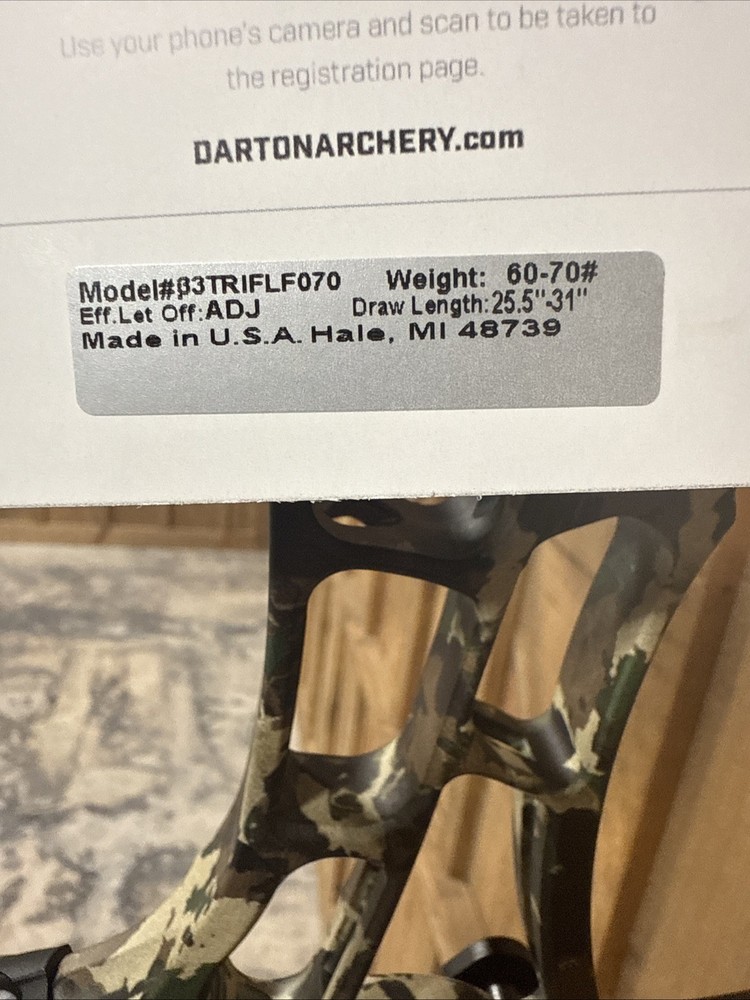 Use your phone's camera and scan to be taken to
the registration page.
DARTONARCHERY.com
Model#β3TRIFLF070 Weight: 60-70#
Eff.Let Off:ADJ Draw Length:25.5"-31"
Made in U.S.A. Hale, MI 48739